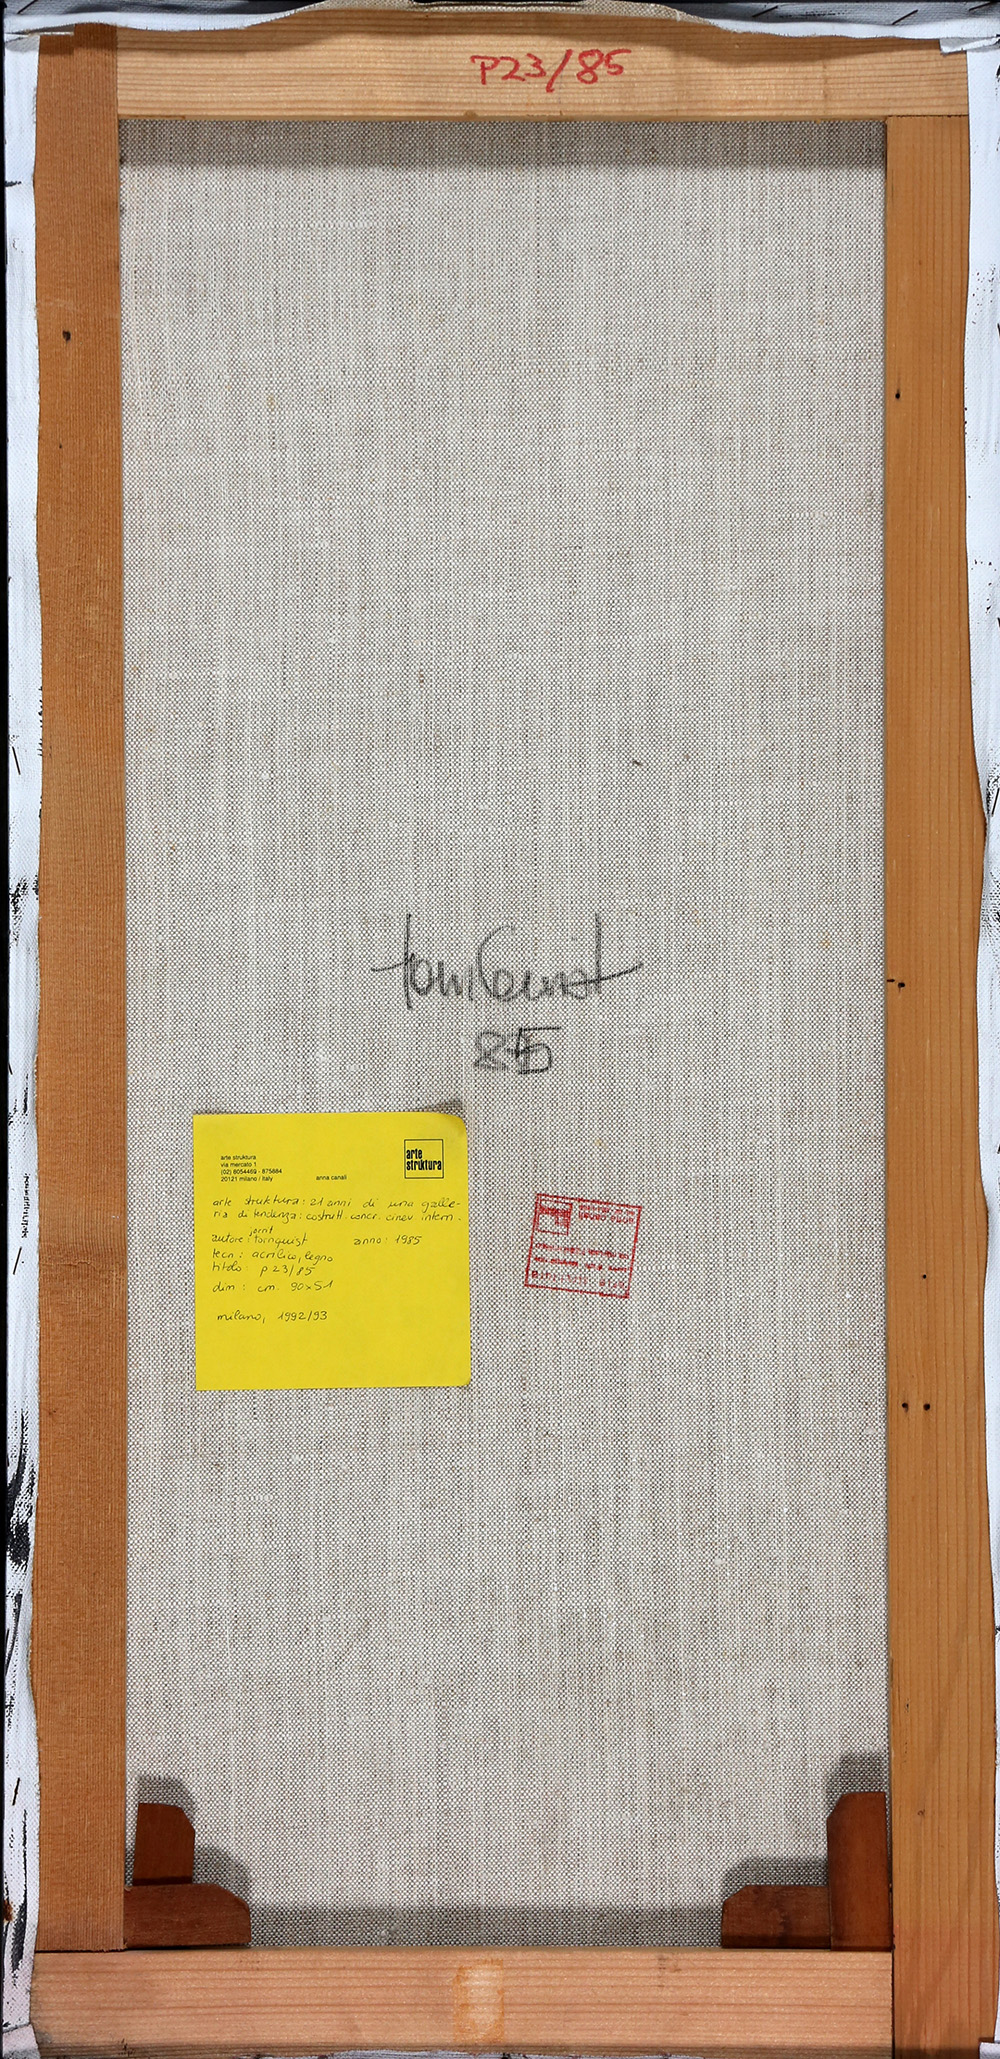 P23/85
tornquist
85
arte struktura
via mercato 1
(02) 8054469 - 875884
20121 milano / italy
anna canali
arte
struktura
arte struktura: 21 anni di una galle-
ria di tendenza: costrutt. concr. cinev. intern.
jorrit
autore: tornquist anno: 1985
tecn: acrilico, legno
titolo: p 23/85
dim: cm. 90x51
milano, 1992/93